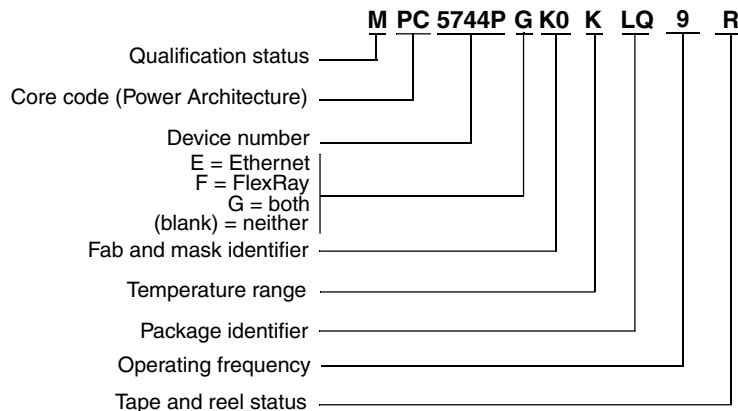 M PC 5744P G K0 K LQ 9 R
Qualification status
Core code (Power Architecture)
Device number
E = Ethernet
F = FlexRay
G = both
(blank) = neither
Fab and mask identifier
Temperature range
Package identifier
Operating frequency
Tape and reel status